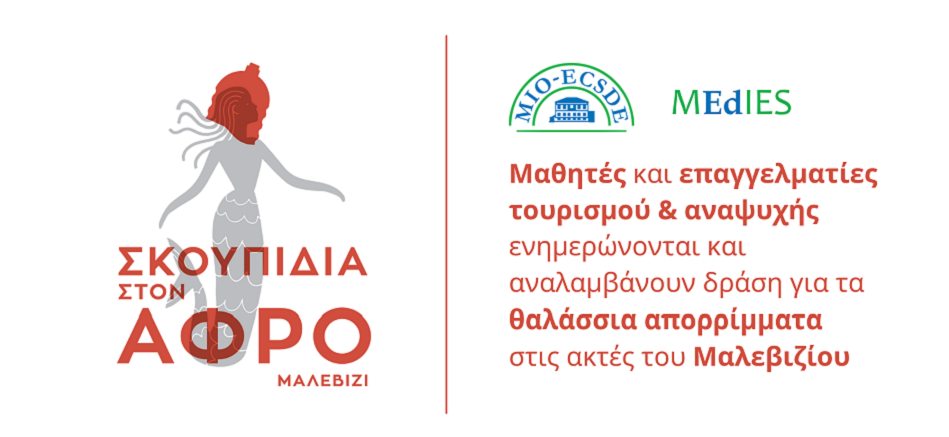 ΣΚΟΥΠΙΔΙΑ
ΣΤΟΝ
ΑΦΡΟ
ΜΑΛΕΒΙΖΙ
MIO-ECSDE
MEdIES
Μαθητές και επαγγελματίες
τουρισμού & αναψυχής
ενημερώνονται και
αναλαμβάνουν δράση για τα
θαλάσσια απορρίμματα
στις ακτές του Μαλεβιζίου